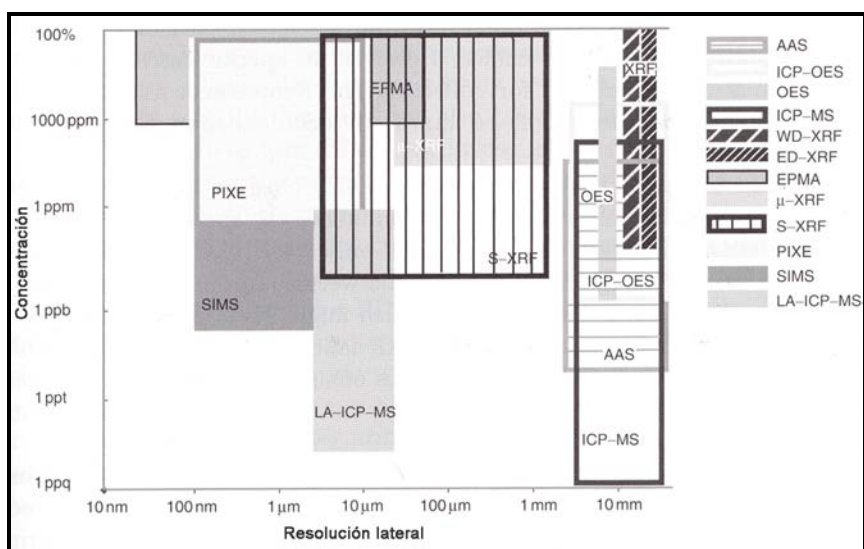 100%
1000 ppm
1 ppm
1 ppb
1 ppt
1 ppq
Concentración
10 nm
100 nm
1 µm
10 µm
100 µm
1 mm
10 mm
Resolución lateral
EPMA
µ-XRF
PIXE
S-XRF
SIMS
LA-ICP-MS
XRF
OES
ICP-OES
AAS
ICP-MS
AAS
ICP-OES
OES
ICP-MS
WD-XRF
ED-XRF
EPMA
µ-XRF
S-XRF
PIXE
SIMS
LA-ICP-MS